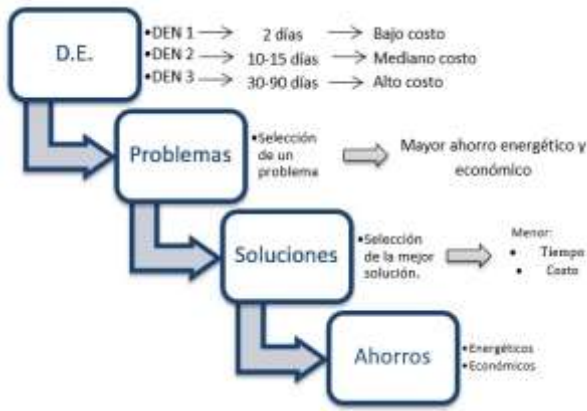 D.E.
•DEN 1 → 2 días → Bajo costo
•DEN 2 → 10-15 días → Mediano costo
•DEN 3 → 30-90 días → Alto costo
Problemas
•Selección
de un
problema
Mayor ahorro energético y
económico
Soluciones
•Selección
de la mejor
solución.
Menor:
• Tiempo
• Costo
Ahorros
•Energéticos
•Económicos